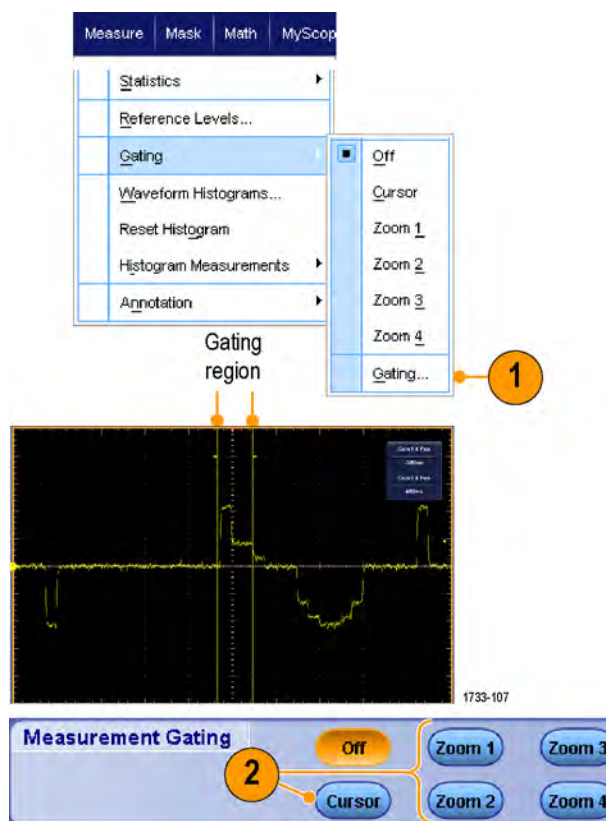 Measure Mask Math MyScop
Statistics
Reference Levels...
Gating
Waveform Histograms...
Reset Histogram
Histogram Measurements
Annotation
Off
Cursor
Zoom 1
Zoom 2
Zoom 3
Zoom 4
Gating...
1
Gating
region
1733-107
Measurement Gating
2
Off
Zoom 1
Zoom 3
Cursor
Zoom 2
Zoom 4